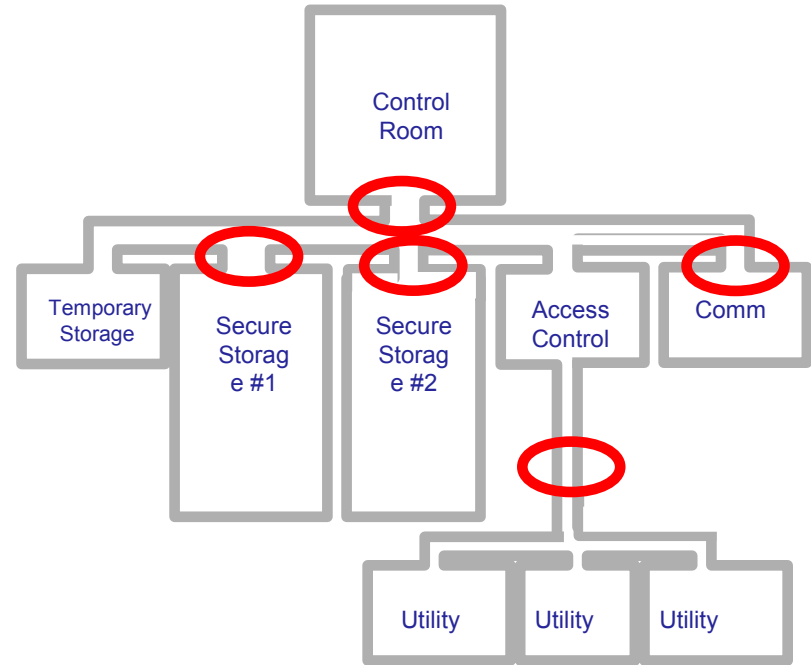 Control
Room
Temporary
Storage
Secure
Storag
e #1
Secure
Storag
e #2
Access
Control
Comm
Utility
Utility
Utility